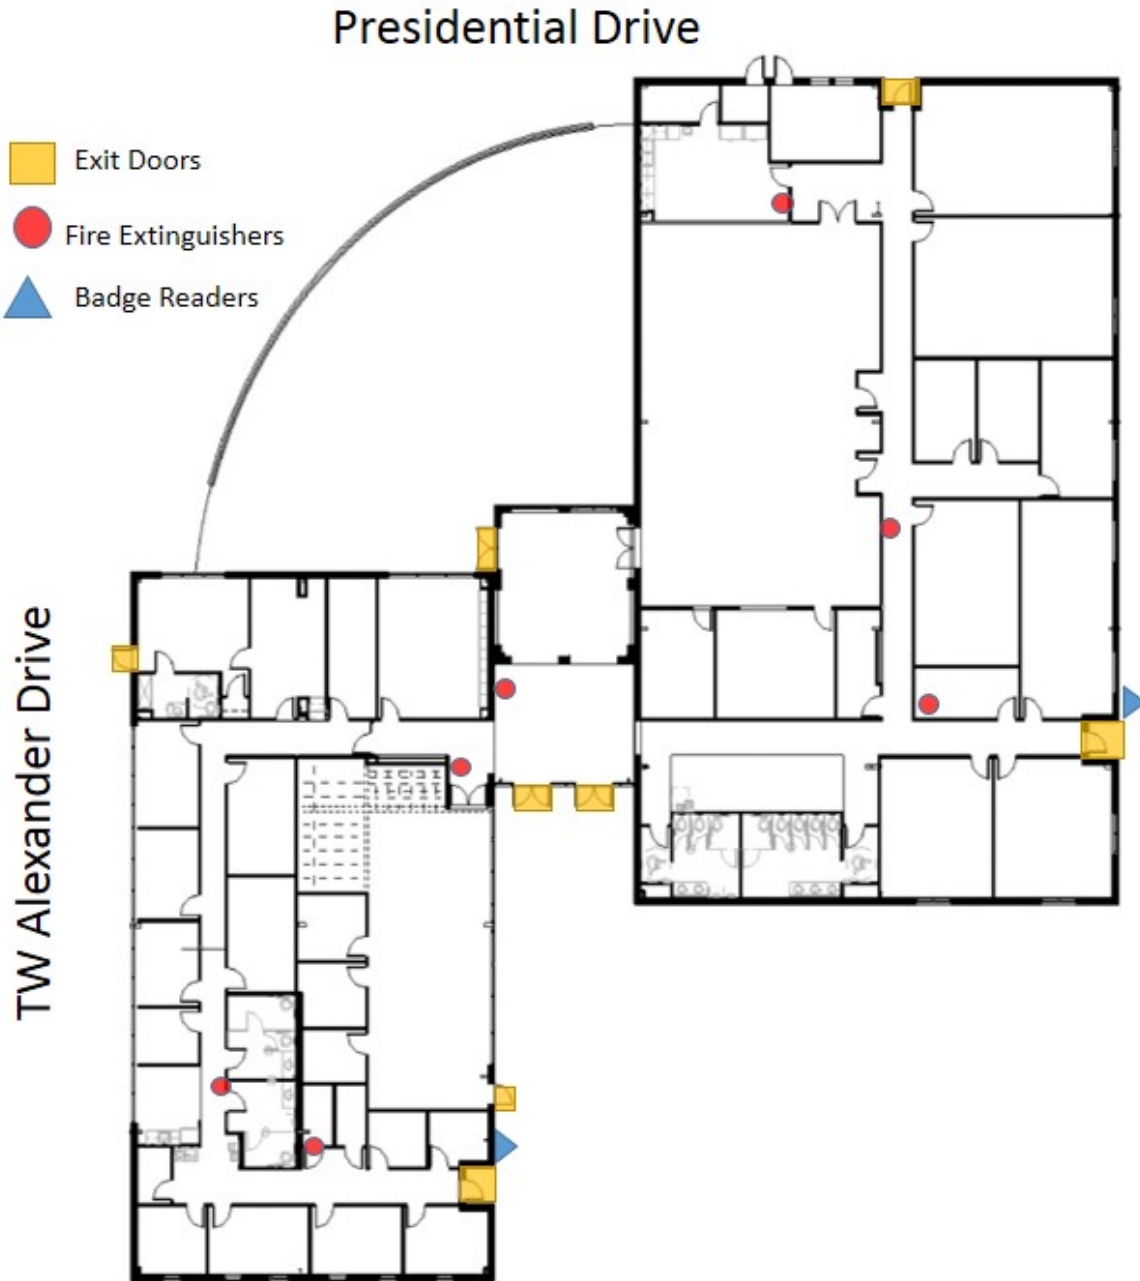 Presidential Drive
Exit Doors
Fire Extinguishers
Badge Readers
TW Alexander Drive